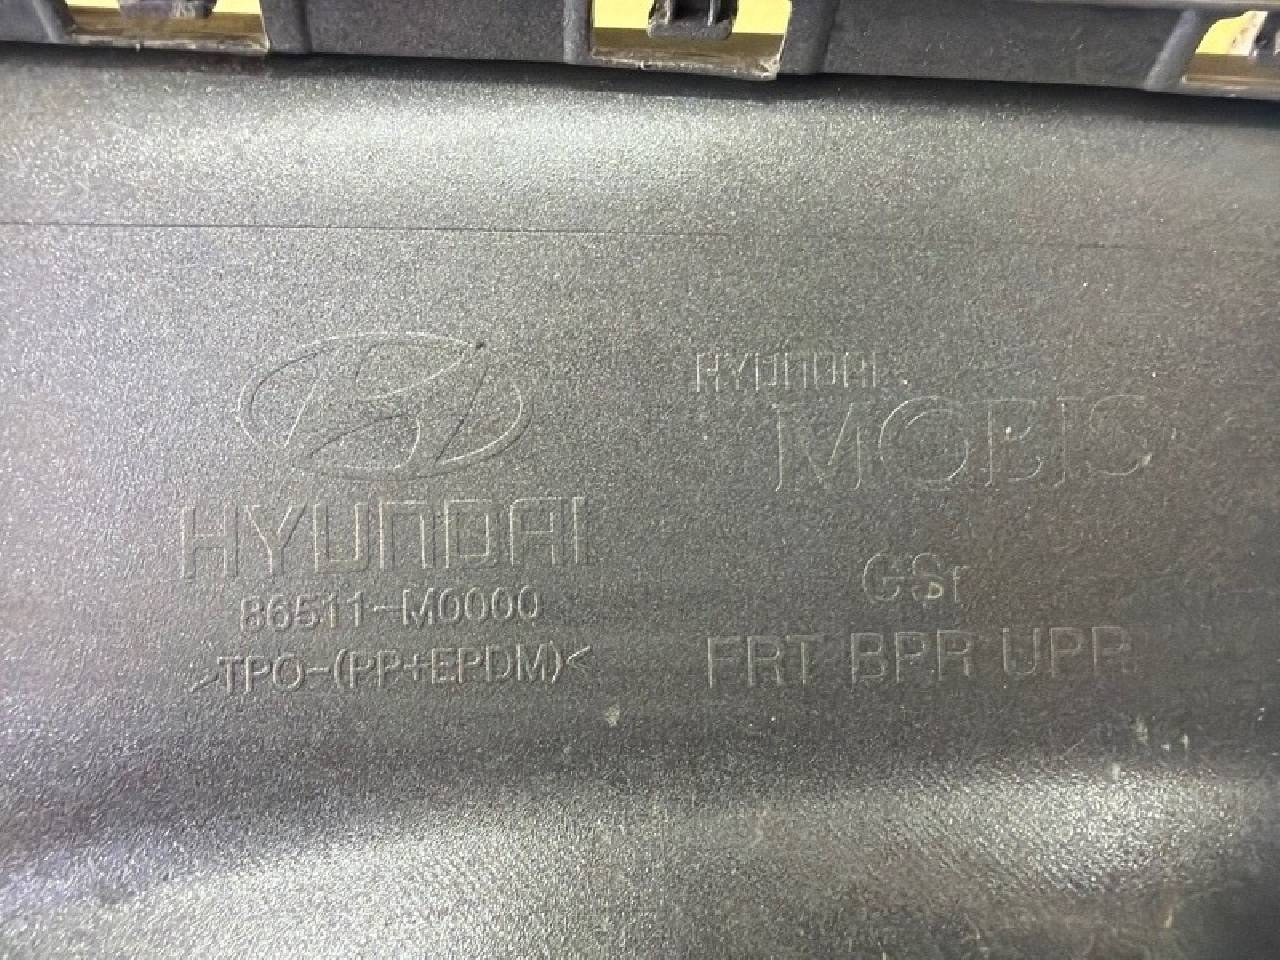 HYUNDAI
86511-M0000
>TPO-(PP+EPDM)<
HYUNDAI
MOBIS
GSr
FRT BPR UPR